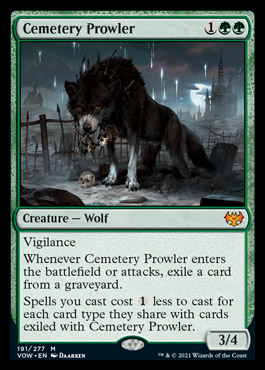 Cemetery Prowler 1
Creature — Wolf
Vigilance
Whenever Cemetery Prowler enters
the battlefield or attacks, exile a card
from a graveyard.
Spells you cast cost 1 less to cast for
each card type they share with cards
exiled with Cemetery Prowler.
3/4
191/277 M
VOW • EN DAARKEN
™ & © 2021 Wizards of the Coast